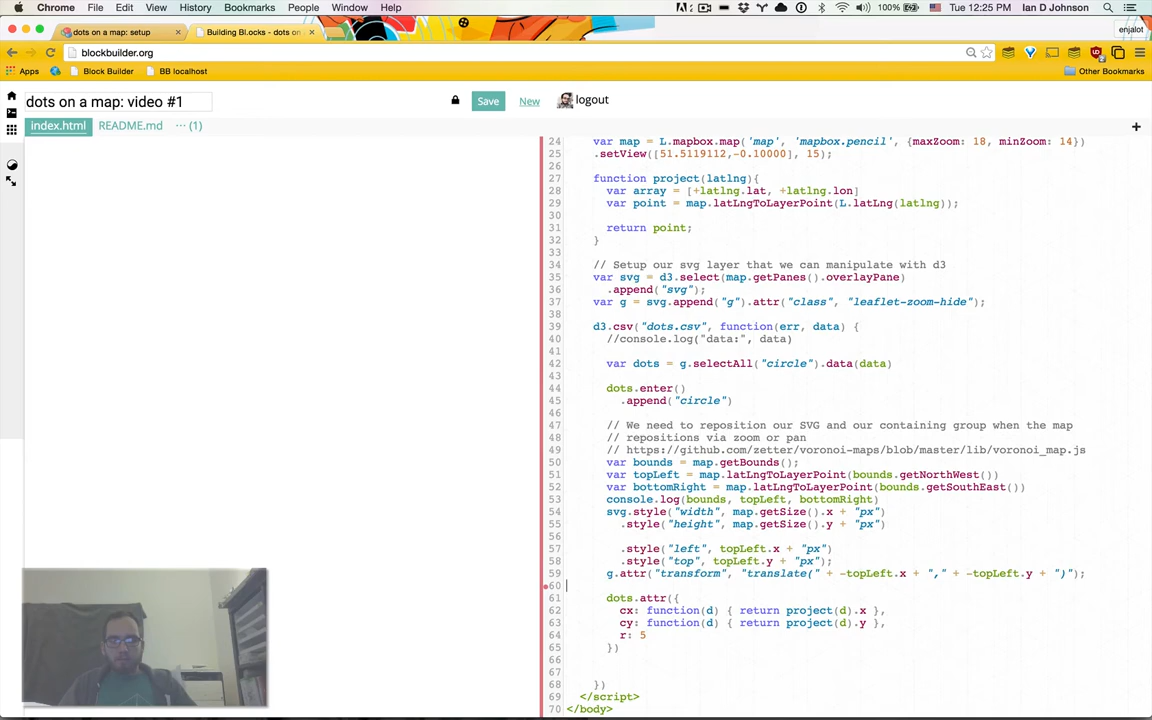 Chrome File Edit View History Bookmarks People Window Help 100% Tue 12:25 PM Ian D Johnson
dots on a map: setup × Building Bl.ocks - dots on × enjalot
blockbuilder.org
Apps Block Builder BB localhost Other Bookmarks
dots on a map: video #1 Save New logout
index.html README.md ··· (1) +
24 var map = L.mapbox.map('map', 'mapbox.pencil', {maxZoom: 18, minZoom: 14})
25 .setView([51.5119112,-0.10000], 15);
26
27 function project(latlng){
28 var array = [+latlng.lat, +latlng.lon]
29 var point = map.latLngToLayerPoint(L.latLng(latlng));
30
31 return point;
32 }
33
34 // Setup our svg layer that we can manipulate with d3
35 var svg = d3.select(map.getPanes().overlayPane)
36 .append("svg");
37 var g = svg.append("g").attr("class", "leaflet-zoom-hide");
38
39 d3.csv("dots.csv", function(err, data) {
40 //console.log("data:", data)
41
42 var dots = g.selectAll("circle").data(data)
43
44 dots.enter()
45 .append("circle")
46
47 // We need to reposition our SVG and our containing group when the map
48 // repositions via zoom or pan
49 // https://github.com/zetter/voronoi-maps/blob/master/lib/voronoi_map.js
50 var bounds = map.getBounds();
51 var topLeft = map.latLngToLayerPoint(bounds.getNorthWest())
52 var bottomRight = map.latLngToLayerPoint(bounds.getSouthEast())
53 console.log(bounds, topLeft, bottomRight)
54 svg.style("width", map.getSize().x + "px")
55 .style("height", map.getSize().y + "px")
56
57 .style("left", topLeft.x + "px")
58 .style("top", topLeft.y + "px");
59 g.attr("transform", "translate(" + -topLeft.x + "," + -topLeft.y + ")");
60
61 dots.attr({
62 cx: function(d) { return project(d).x },
63 cy: function(d) { return project(d).y },
64 r: 5
65 })
66
67
68 })
69 </script>
70 </body>